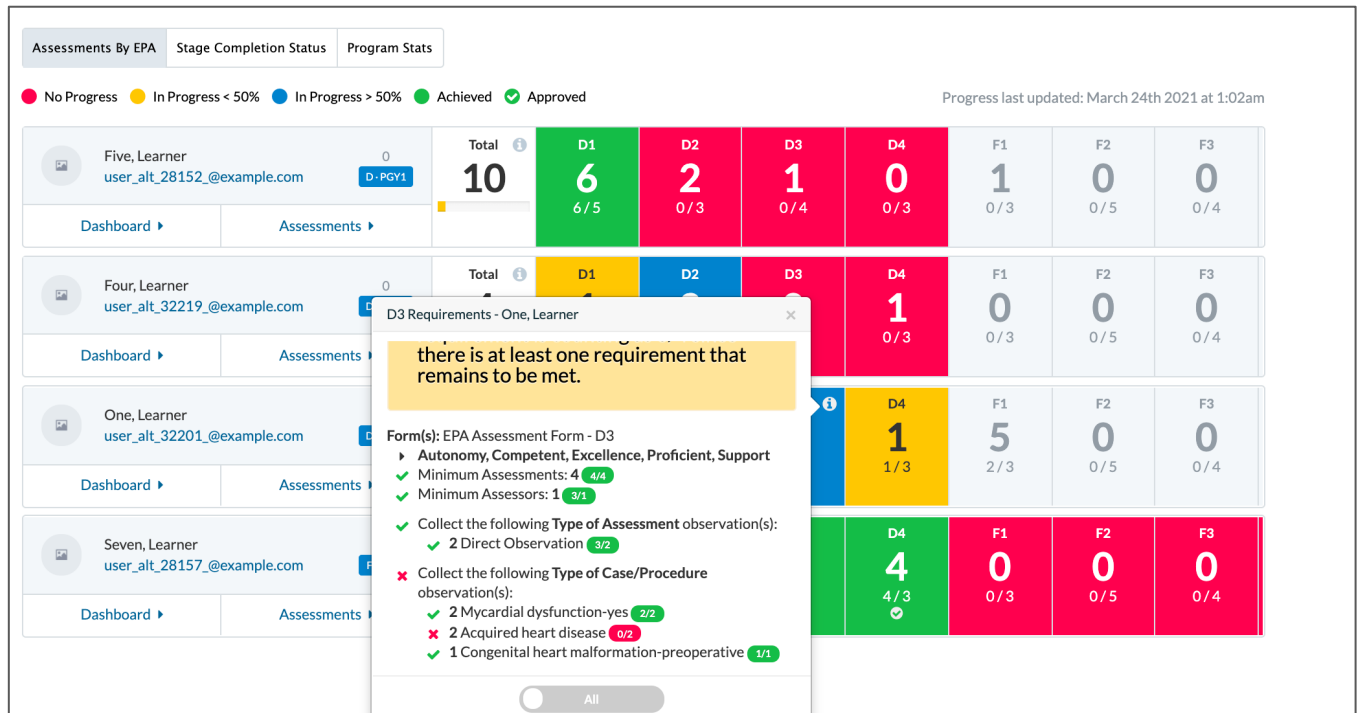 Assessments By EPA Stage Completion Status Program Stats
No Progress In Progress < 50% In Progress > 50% Achieved Approved Progress last updated: March 24th 2021 at 1:02am
Total D1 D2 D3 D4 F1 F2 F3
Five, Learner 0
10 6 2 1 0 1 0 0
user_alt_28152_@example.com D · PGY1
6 / 5 0 / 3 0 / 4 0 / 3 0 / 3 0 / 5 0 / 4
Dashboard Assessments
Total D1 D2 D3 D4 F1 F2 F3
Four, Learner 0
1 0 0 0
user_alt_32219_@example.com D
0 / 3 0 / 3 0 / 5 0 / 4
Dashboard Assessments
D3 Requirements - One, Learner ×
there is at least one requirement that
remains to be met.
Form(s): EPA Assessment Form - D3
Autonomy, Competent, Excellence, Proficient, Support
Minimum Assessments: 4 4/4
Minimum Assessors: 1 3/1
Collect the following Type of Assessment observation(s):
2 Direct Observation 3/2
Collect the following Type of Case/Procedure
observation(s):
2 Mycardial dysfunction-yes 2/2
2 Acquired heart disease 0/2
1 Congenital heart malformation-preoperative 1/1
All
D4 F1 F2 F3
One, Learner
1 5 0 0
user_alt_32201_@example.com D
1 / 3 2 / 3 0 / 5 0 / 4
Dashboard Assessments
D4 F1 F2 F3
Seven, Learner
4 0 0 0
user_alt_28157_@example.com F
4 / 3 0 / 3 0 / 5 0 / 4
Dashboard Assessments